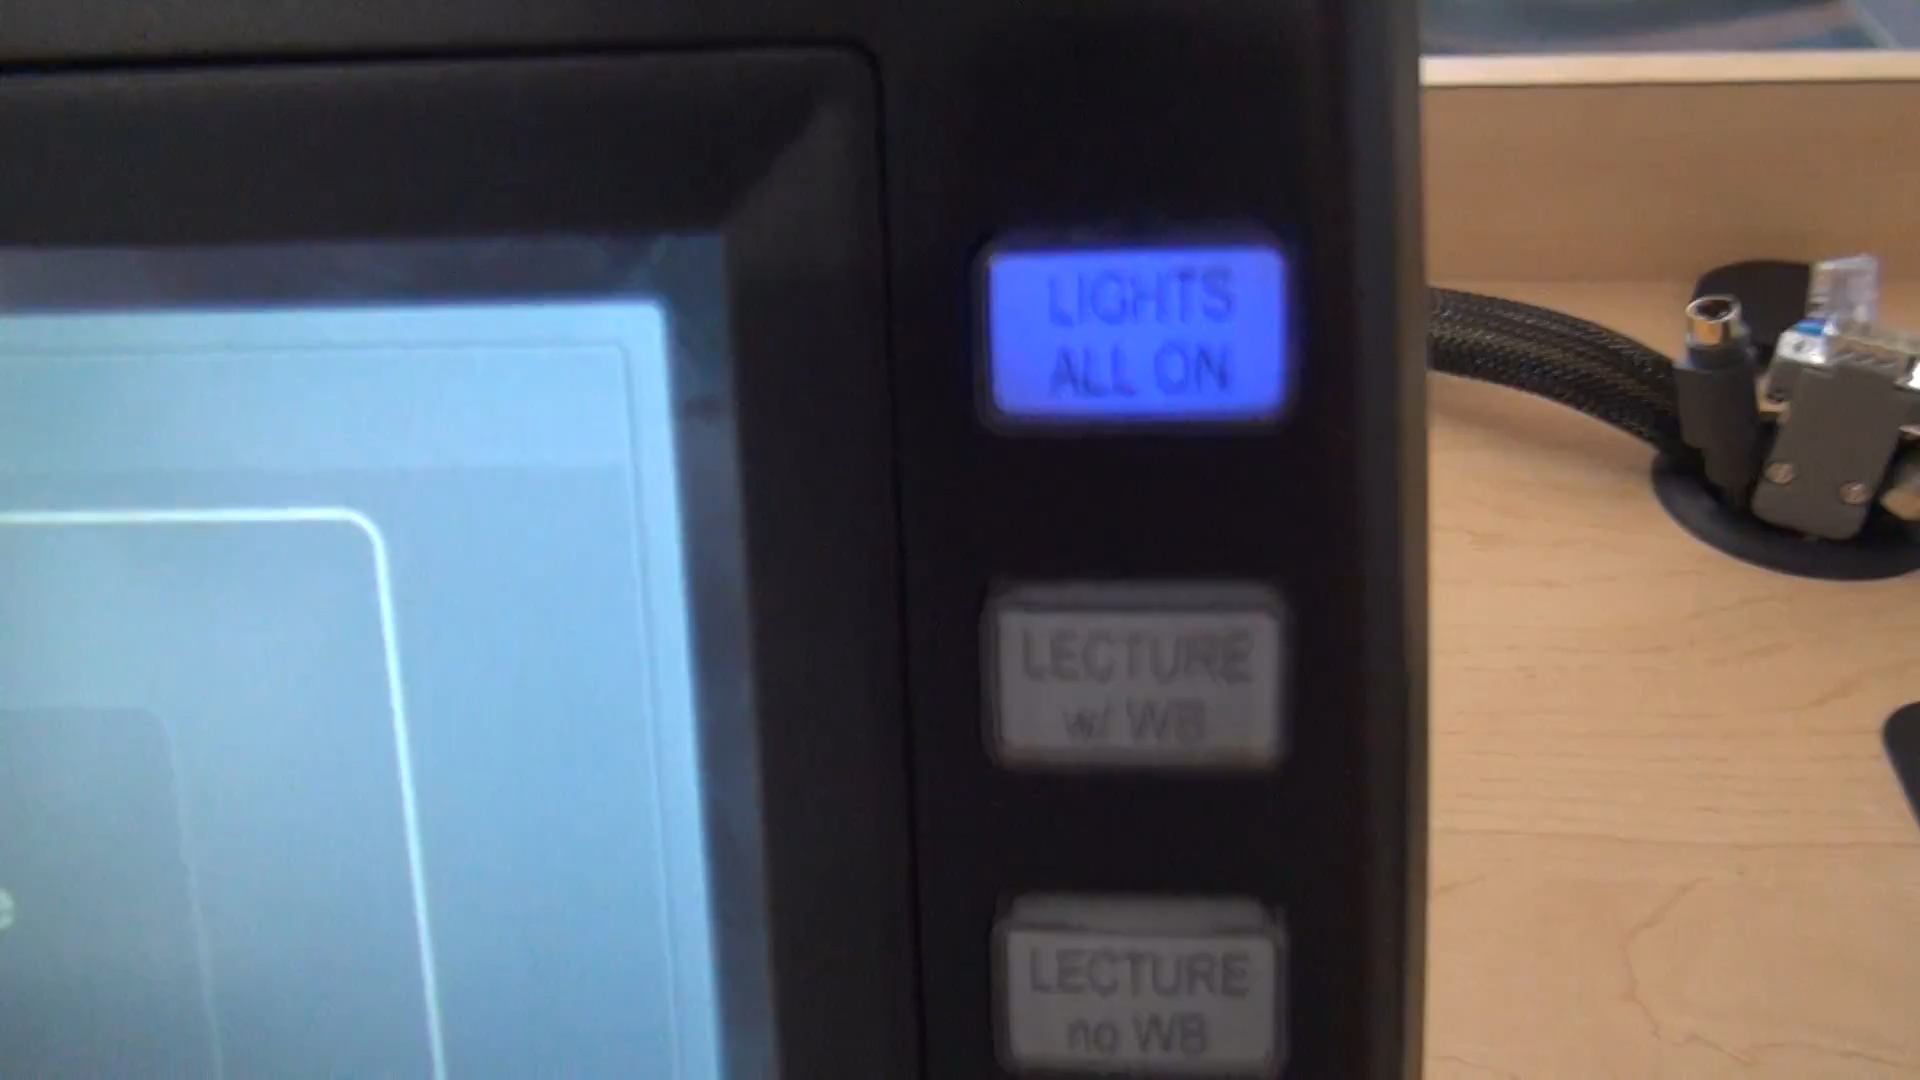 LIGHTS
ALL ON
LECTURE
w/ WB
LECTURE
no WB